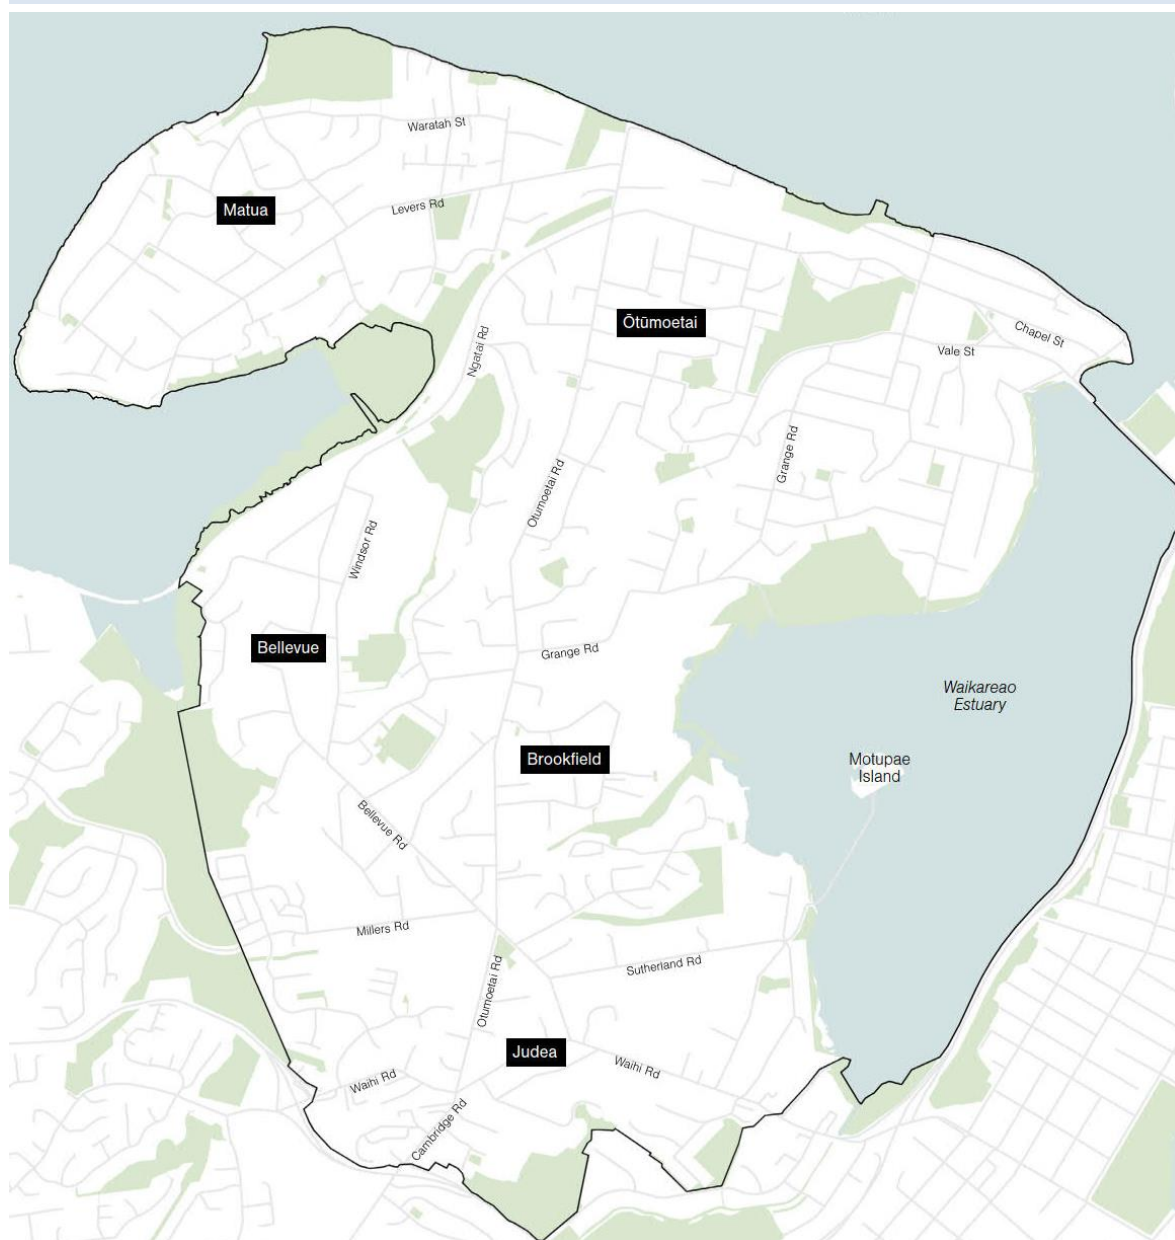 Waratah St
Matua
Levers Rd
Ōtūmoetai
Chapel St
Ngatai Rd
Vale St
Grange Rd
Otumoetai Rd
Windsor Rd
Bellevue
Grange Rd
Waikareao
Estuary
Brookfield
Motupae
Island
Bellevue Rd
Millers Rd
Sutherland Rd
Otumoetai Rd
Judea
Waihi Rd
Waihi Rd
Cambridge Rd